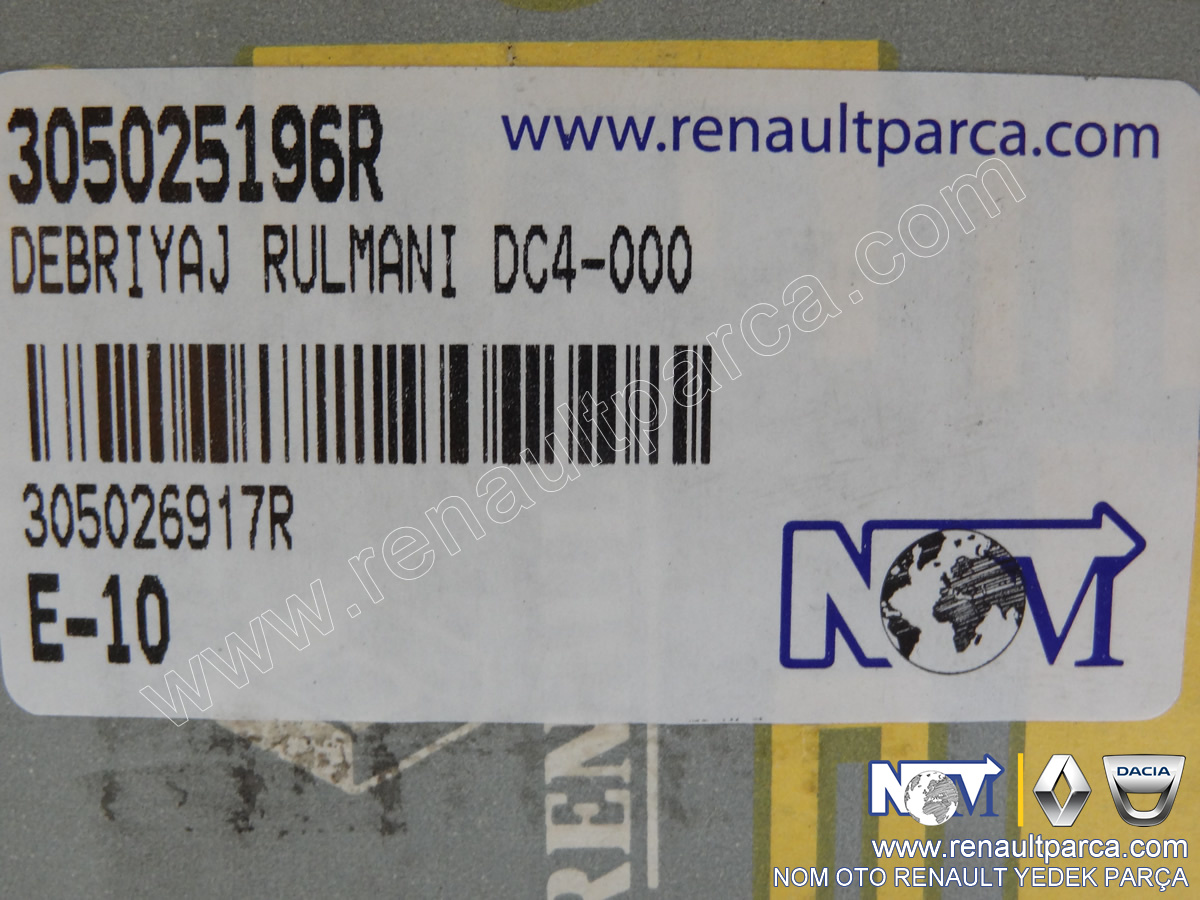 305025196R
www.renaultparca.com
DEBRIYAJ RULMANI DC4-000
305026917R
E-10
NOM
www.renaultparca.com
REN
NOM
DACIA
www.renaultparca.com
NOM OTO RENAULT YEDEK PARÇA